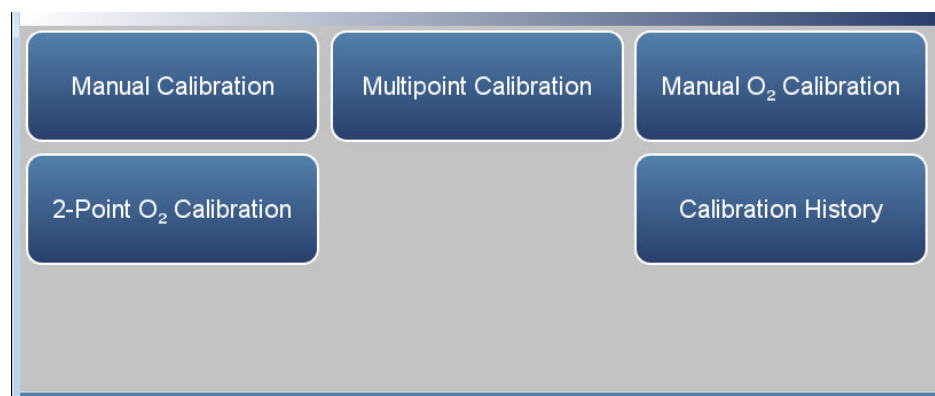 Manual Calibration
Multipoint Calibration
Manual O₂ Calibration
2-Point O₂ Calibration
Calibration History